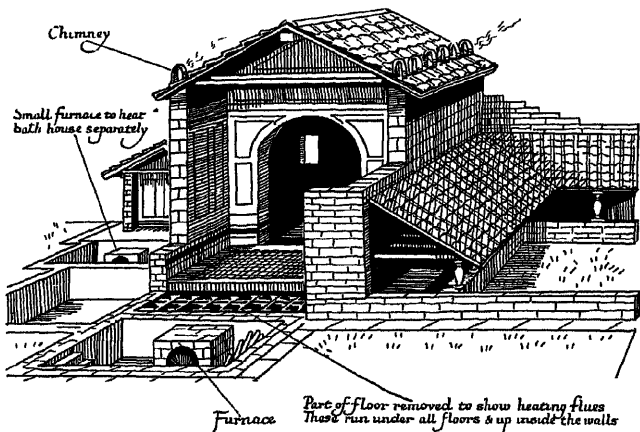 Chimney
Small furnace to heat
bath house separately
Furnace
Part of floor removed to show heating flues
These run under all floors & up inside the walls